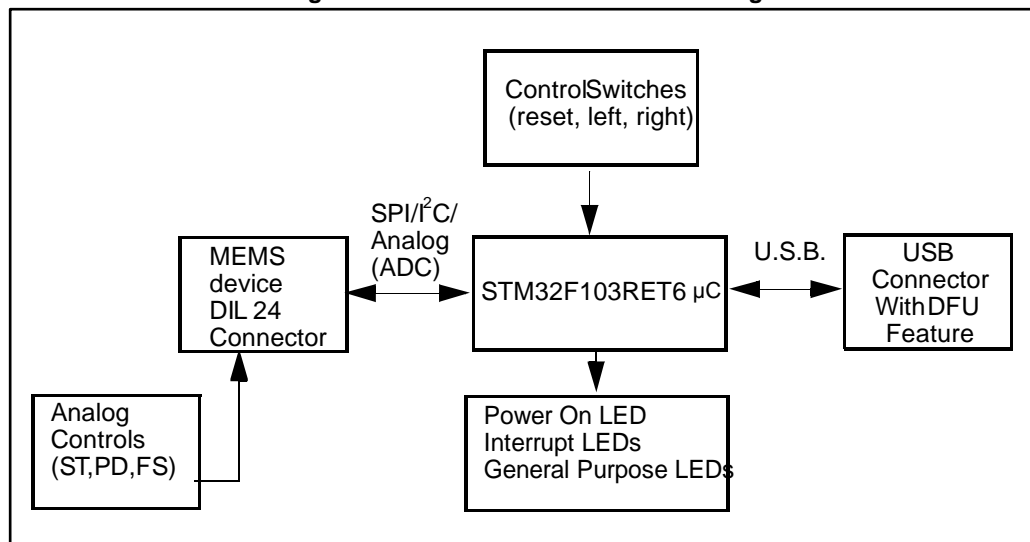 ControlSwitches
(reset, left, right)
SPI/I²C/
Analog
(ADC)
MEMS
device
DIL 24
Connector
STM32F103RET6 µC
U.S.B.
USB
Connector
WithDFU
Feature
Analog
Controls
(ST,PD,FS)
Power On LED
Interrupt LEDs
General Purpose LEDs